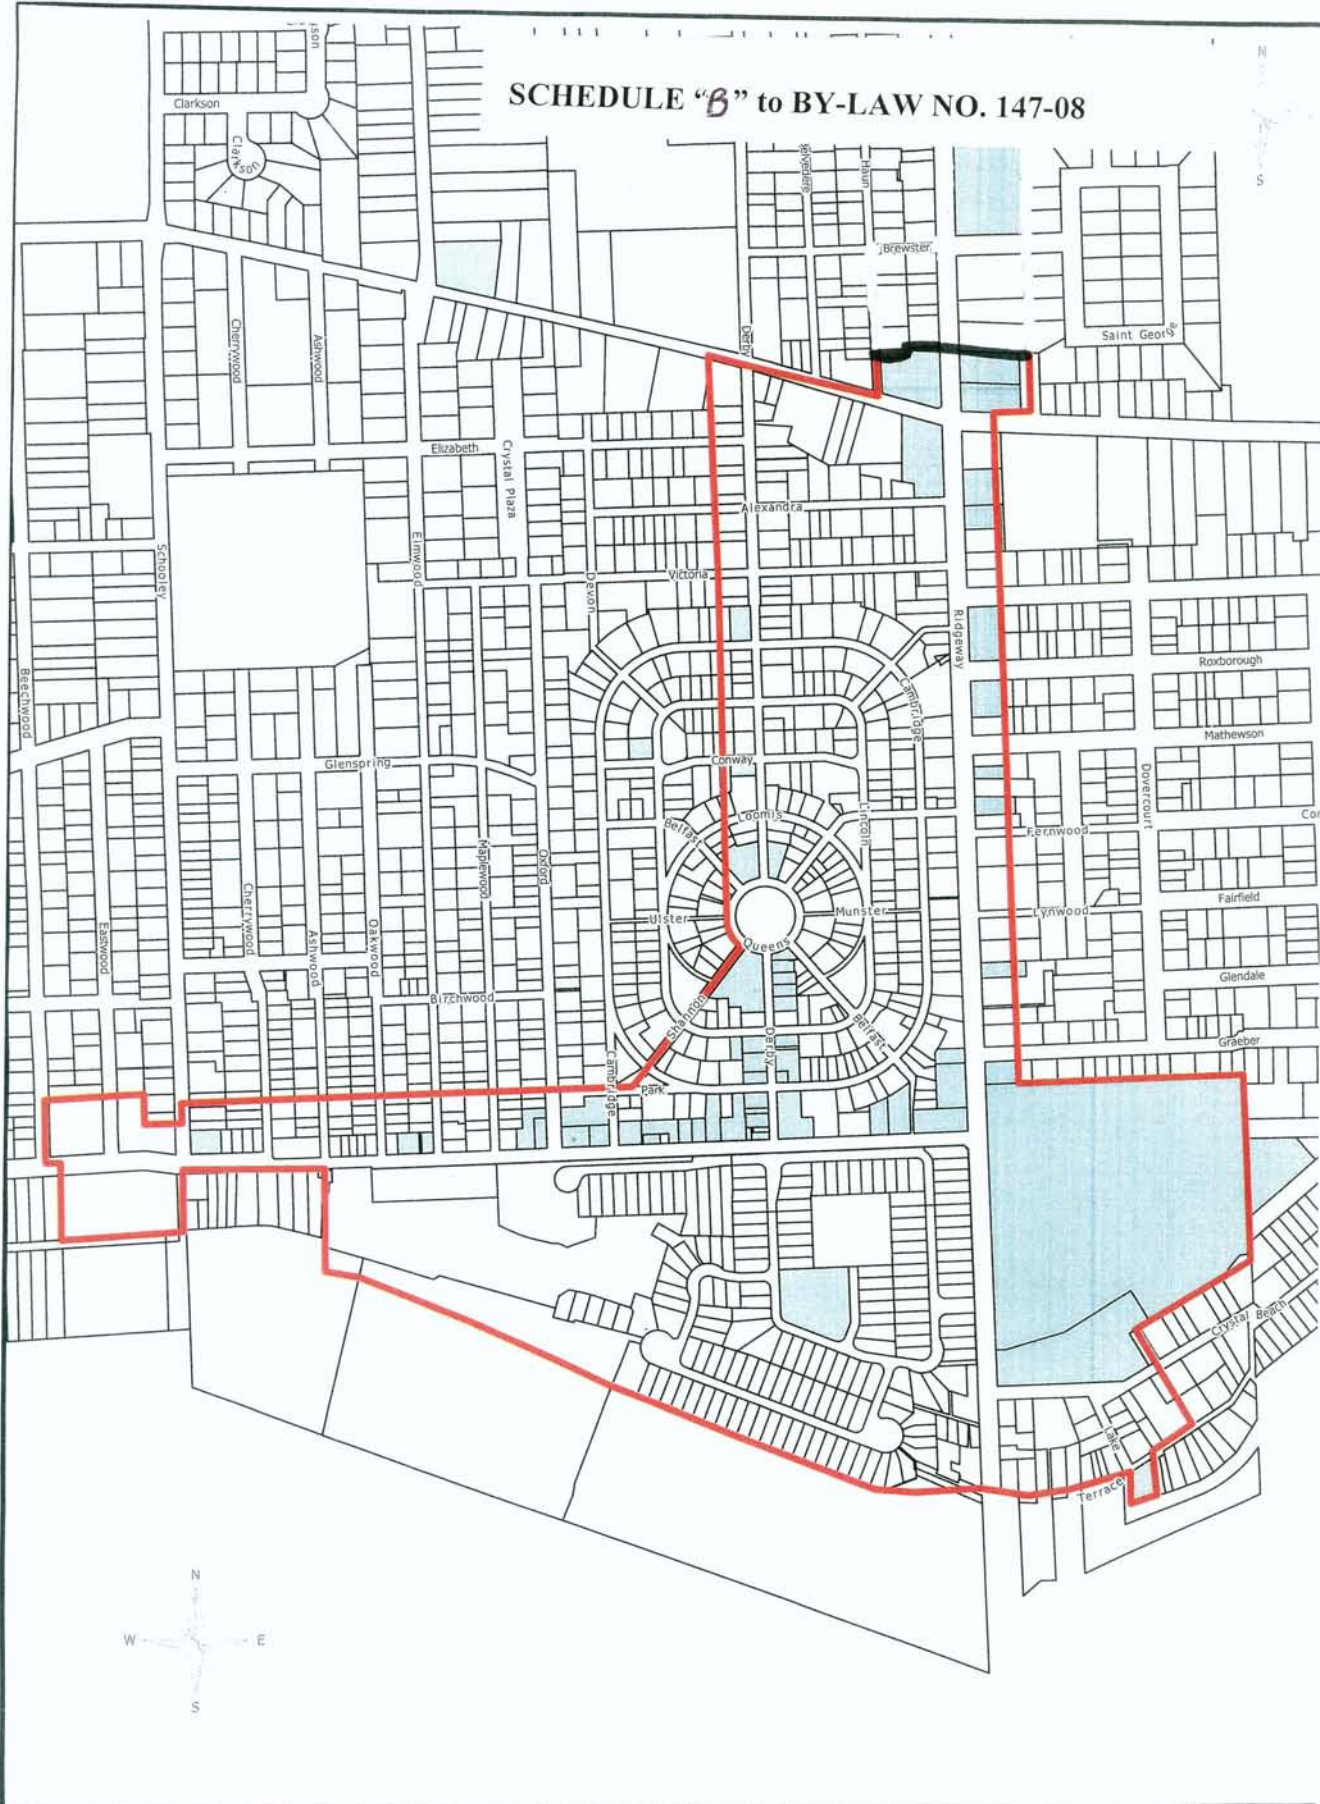 SCHEDULE “B” to BY-LAW NO. 147-08
N
S
Clarkson
Clarkson
Haun
Brewster
Saint George
Derby
Cherrywood
Ashwood
Elizabeth
Crystal Plaza
Alexandra
Schooley
Elmwood
Victoria
Devon
Ridgeway
Roxborough
Beechwood
Cambridge
Mathewson
Glenspring
Conway
Dovercourt
Loomis
Lincoln
Belfast
Fernwood
Maplewood
Oxford
Fairfield
Cherrywood
Ulster
Munster
Lynwood
Eastwood
Ashwood
Oakwood
Queens
Glendale
Birchwood
Shannon
Derby
Belfast
Graeber
Cambridge
Park
Crystal Beach
Lake
Terrace
N
W
E
S